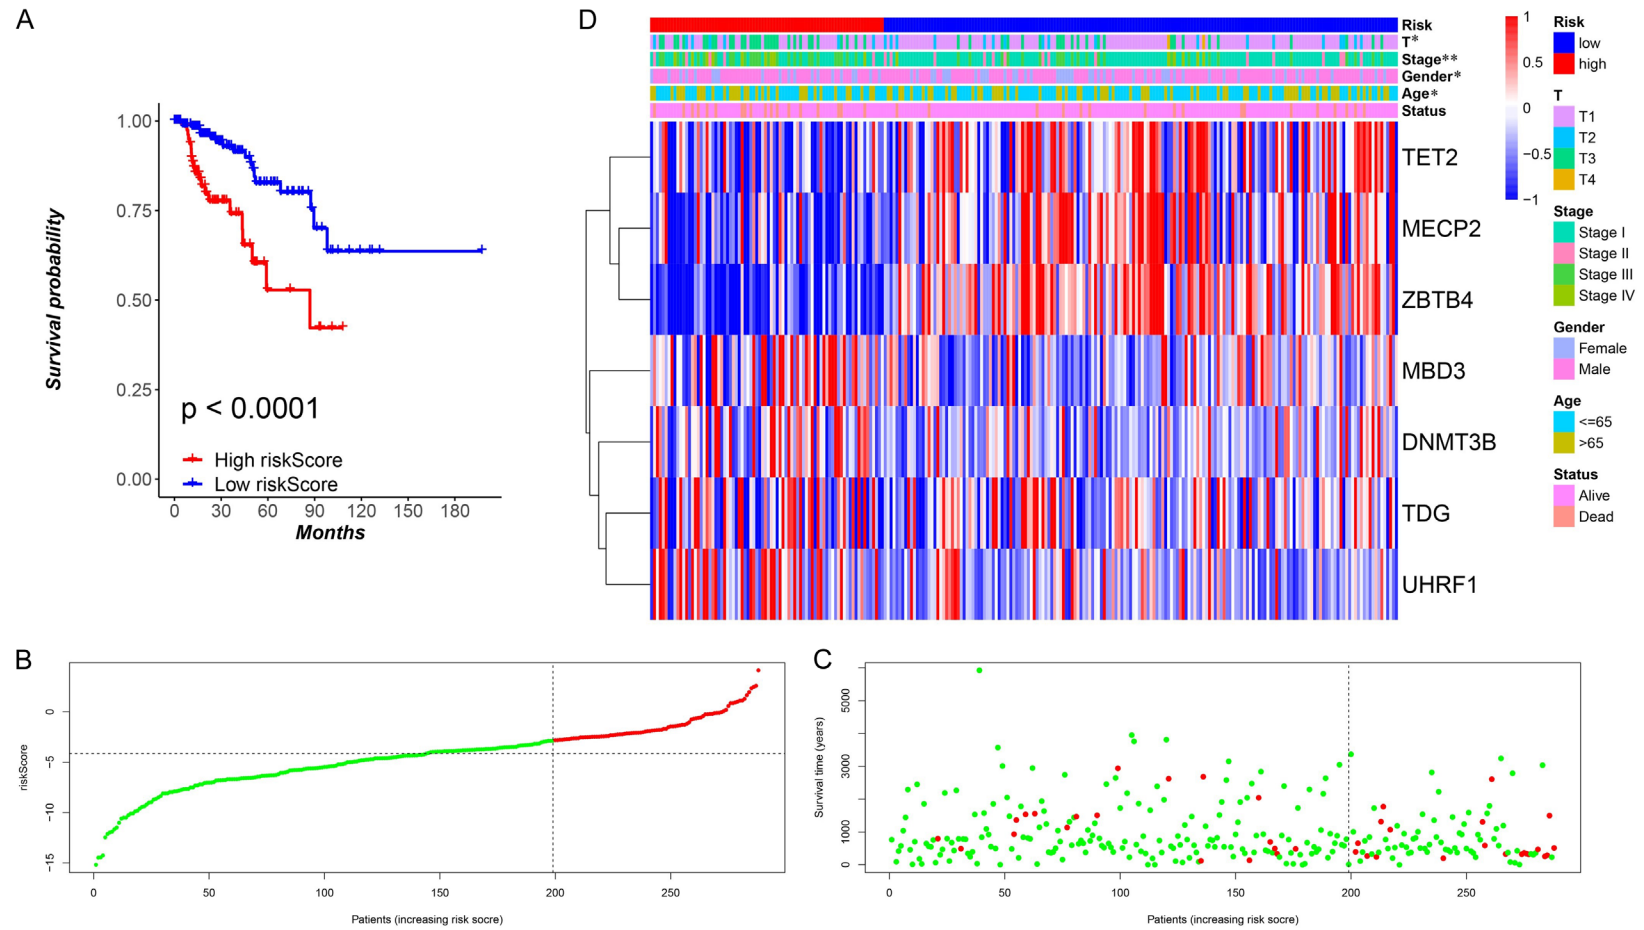 A
1.00
0.75
0.50
0.25
0.00
Survival probability
p < 0.0001
High riskScore
Low riskScore
0 30 60 90 120 150 180
Months
D
Risk
T*
Stage**
Gender*
Age*
Status
TET2
MECP2
ZBTB4
MBD3
DNMT3B
TDG
UHRF1
1
0.5
0
−0.5
−1
Risk
low
high
T
T1
T2
T3
T4
Stage
Stage I
Stage II
Stage III
Stage IV
Gender
Female
Male
Age
<=65
>65
Status
Alive
Dead
B
riskScore
0
−5
−10
−15
0 50 100 150 200 250
Patients (increasing risk socre)
C
Survival time (years)
5000
3000
1000
0
0 50 100 150 200 250
Patients (increasing risk socre)